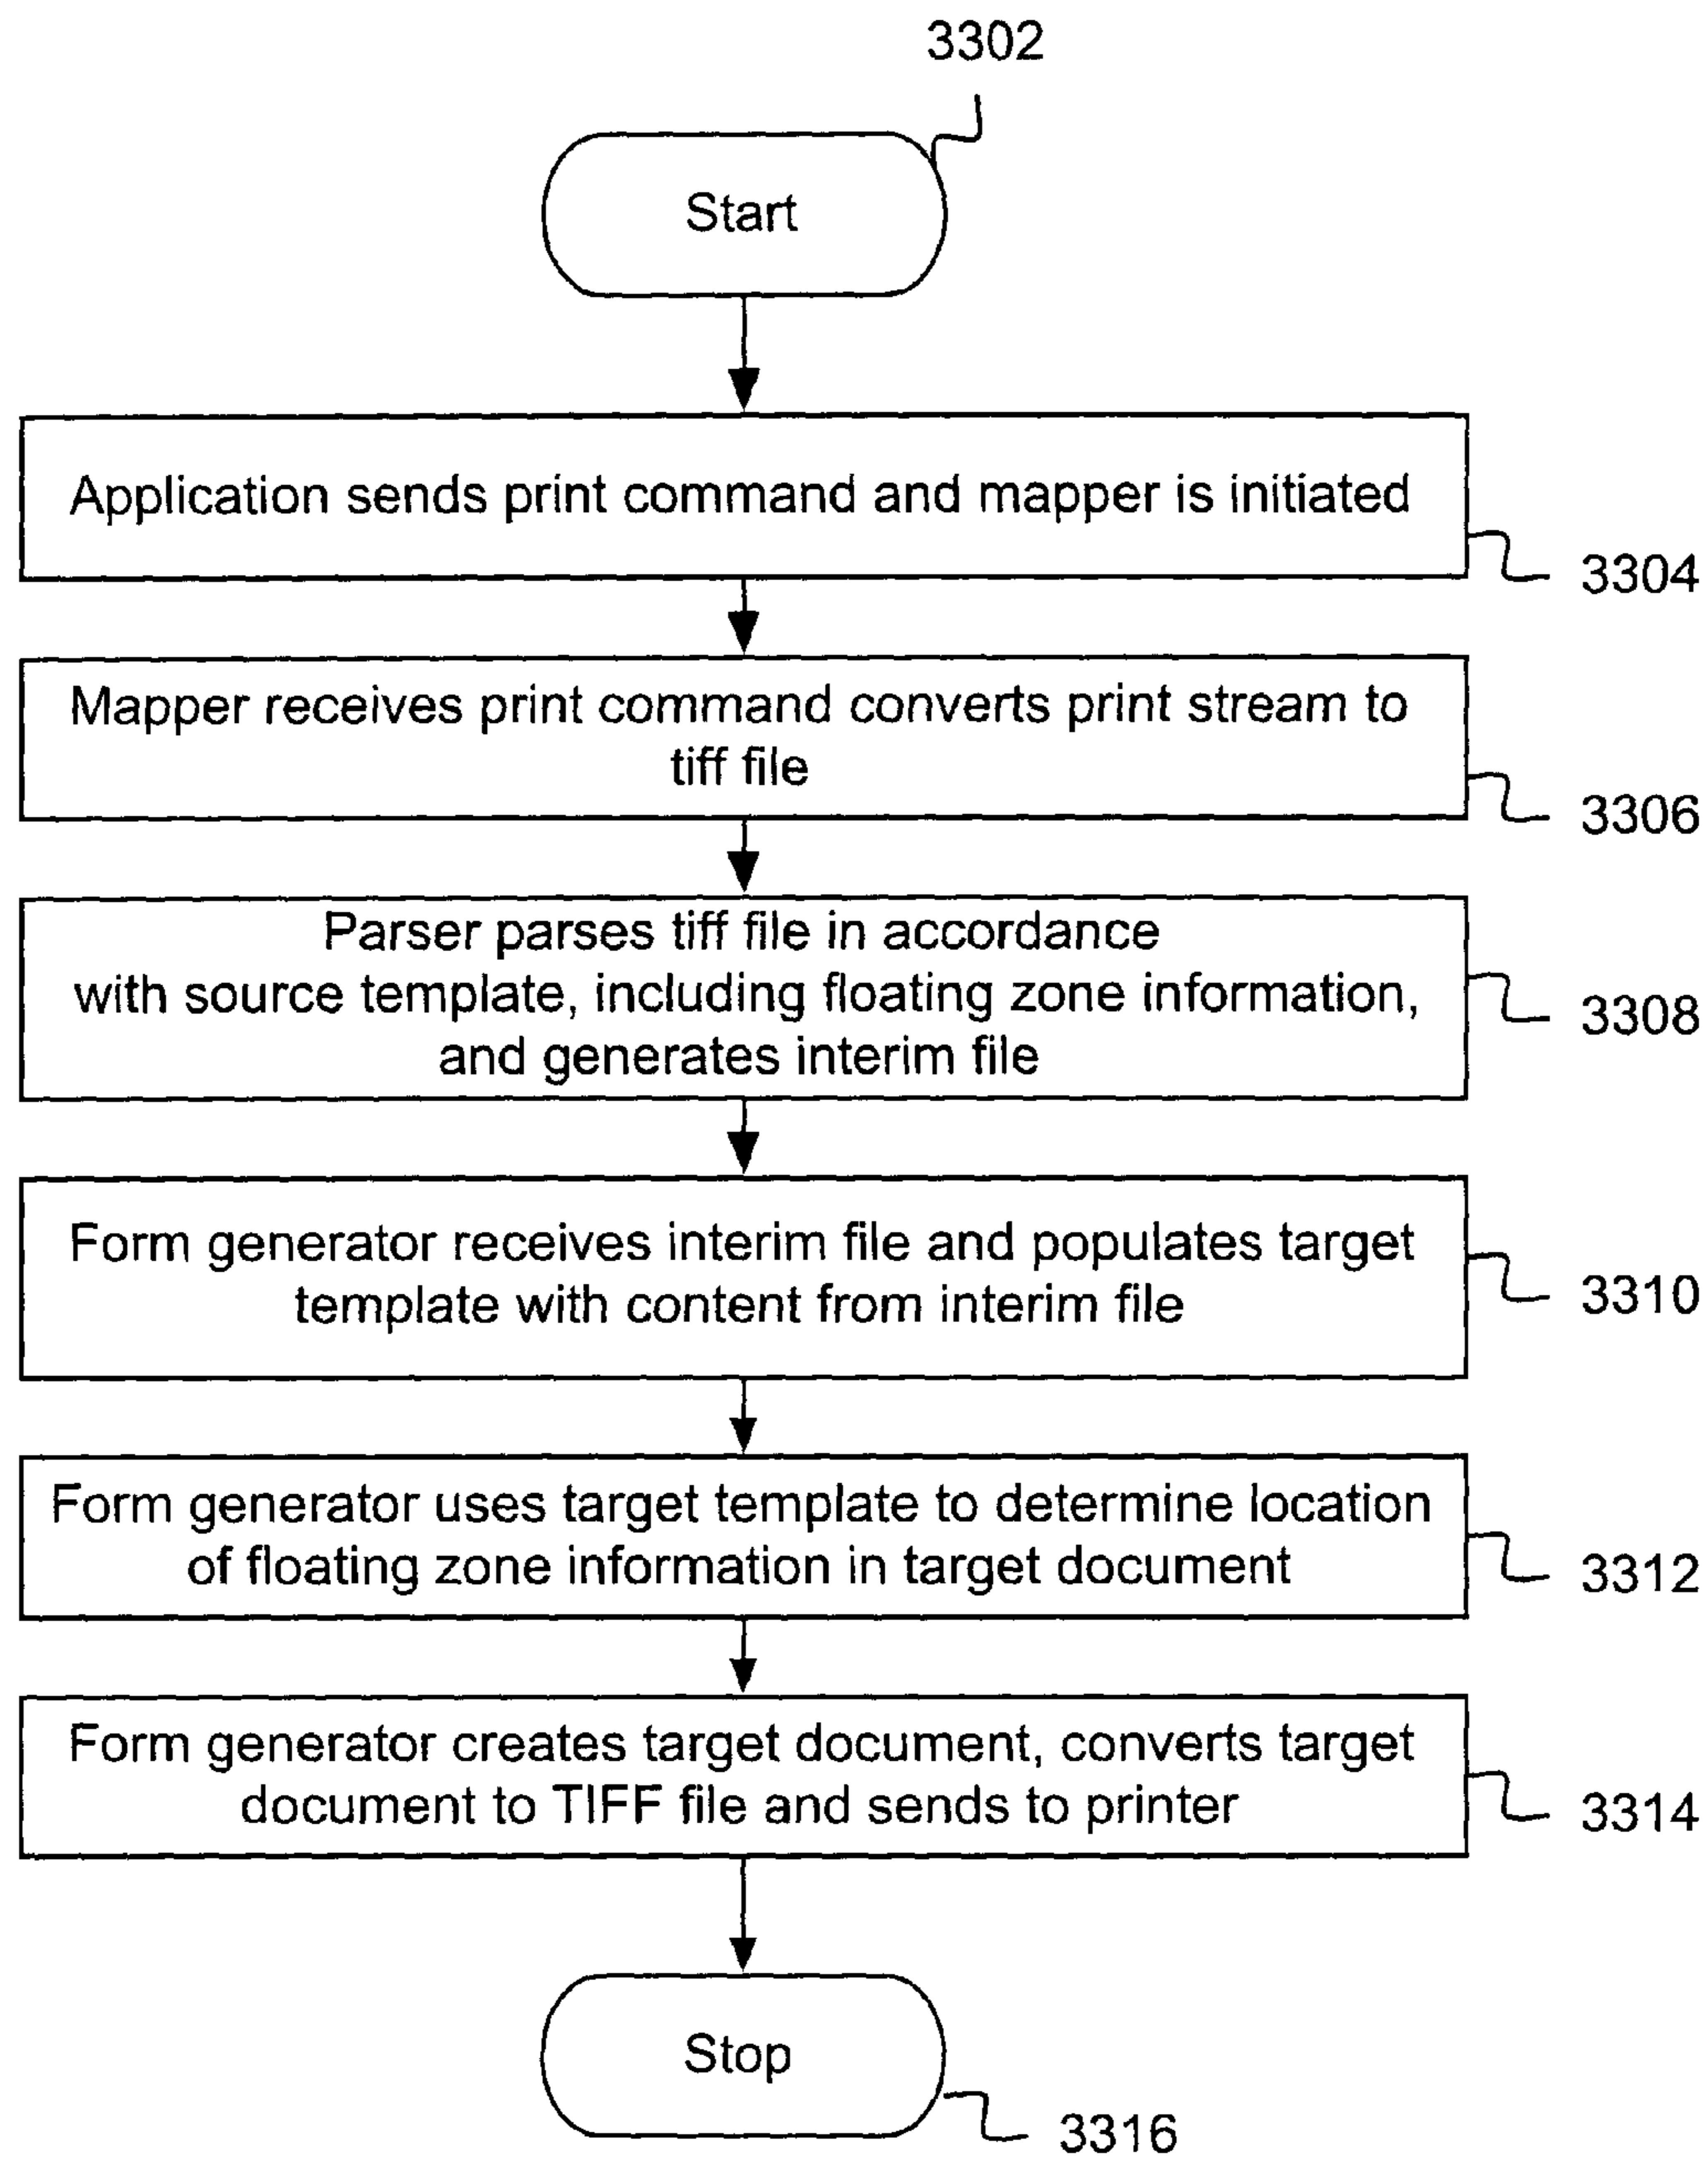 3302
Start
Application sends print command and mapper is initiated
3304
Mapper receives print command converts print stream to
tiff file
3306
Parser parses tiff file in accordance
with source template, including floating zone information,
and generates interim file
3308
Form generator receives interim file and populates target
template with content from interim file
3310
Form generator uses target template to determine location
of floating zone information in target document
3312
Form generator creates target document, converts target
document to TIFF file and sends to printer
3314
Stop
3316